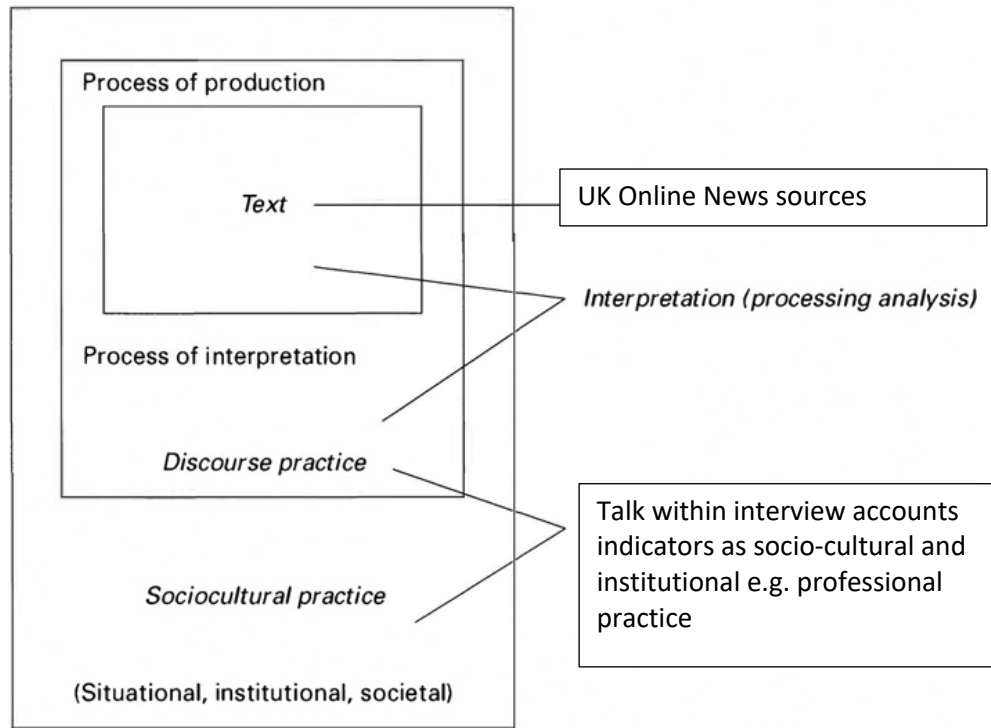 Process of production
Text
UK Online News sources
Interpretation (processing analysis)
Process of interpretation
Discourse practice
Talk within interview accounts
indicators as socio-cultural and
institutional e.g. professional
practice
Sociocultural practice
(Situational, institutional, societal)